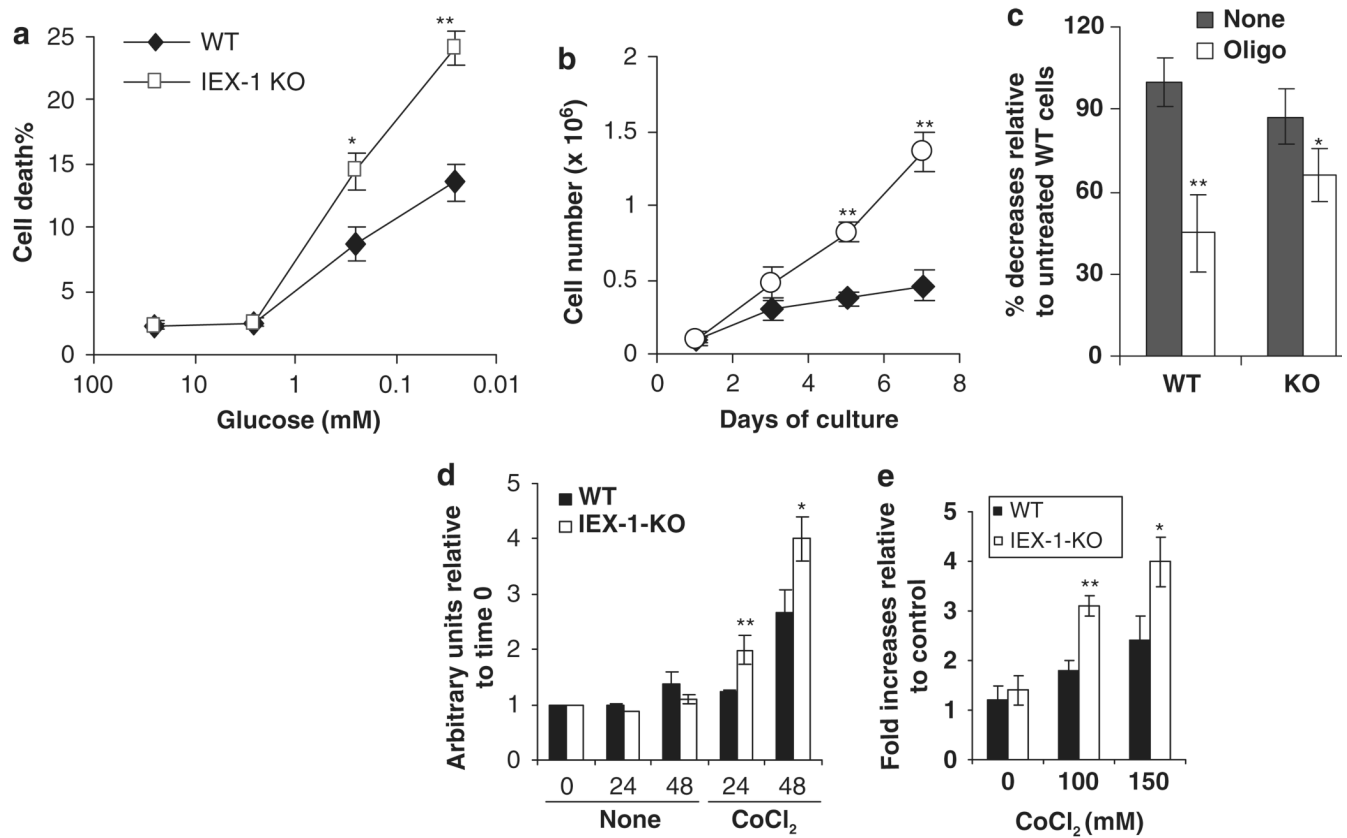 a
WT
IEX-1 KO
Cell death%
25
20
15
10
5
0
*
**
100
10
1
0.1
0.01
Glucose (mM)
b
Cell number (x 10⁶)
2
1.5
1
0.5
0
**
**
0
2
4
6
8
Days of culture
c
None
Oligo
% decreases relative
to untreated WT cells
120
90
60
30
0
**
*
WT
KO
d
WT
IEX-1-KO
Arbitrary units relative
to time 0
5
4
3
2
1
0
**
*
0 24 48 24 48
None CoCl₂
e
WT
IEX-1-KO
Fold increases relative
to control
5
4
3
2
1
0
**
*
0 100 150
CoCl₂ (mM)